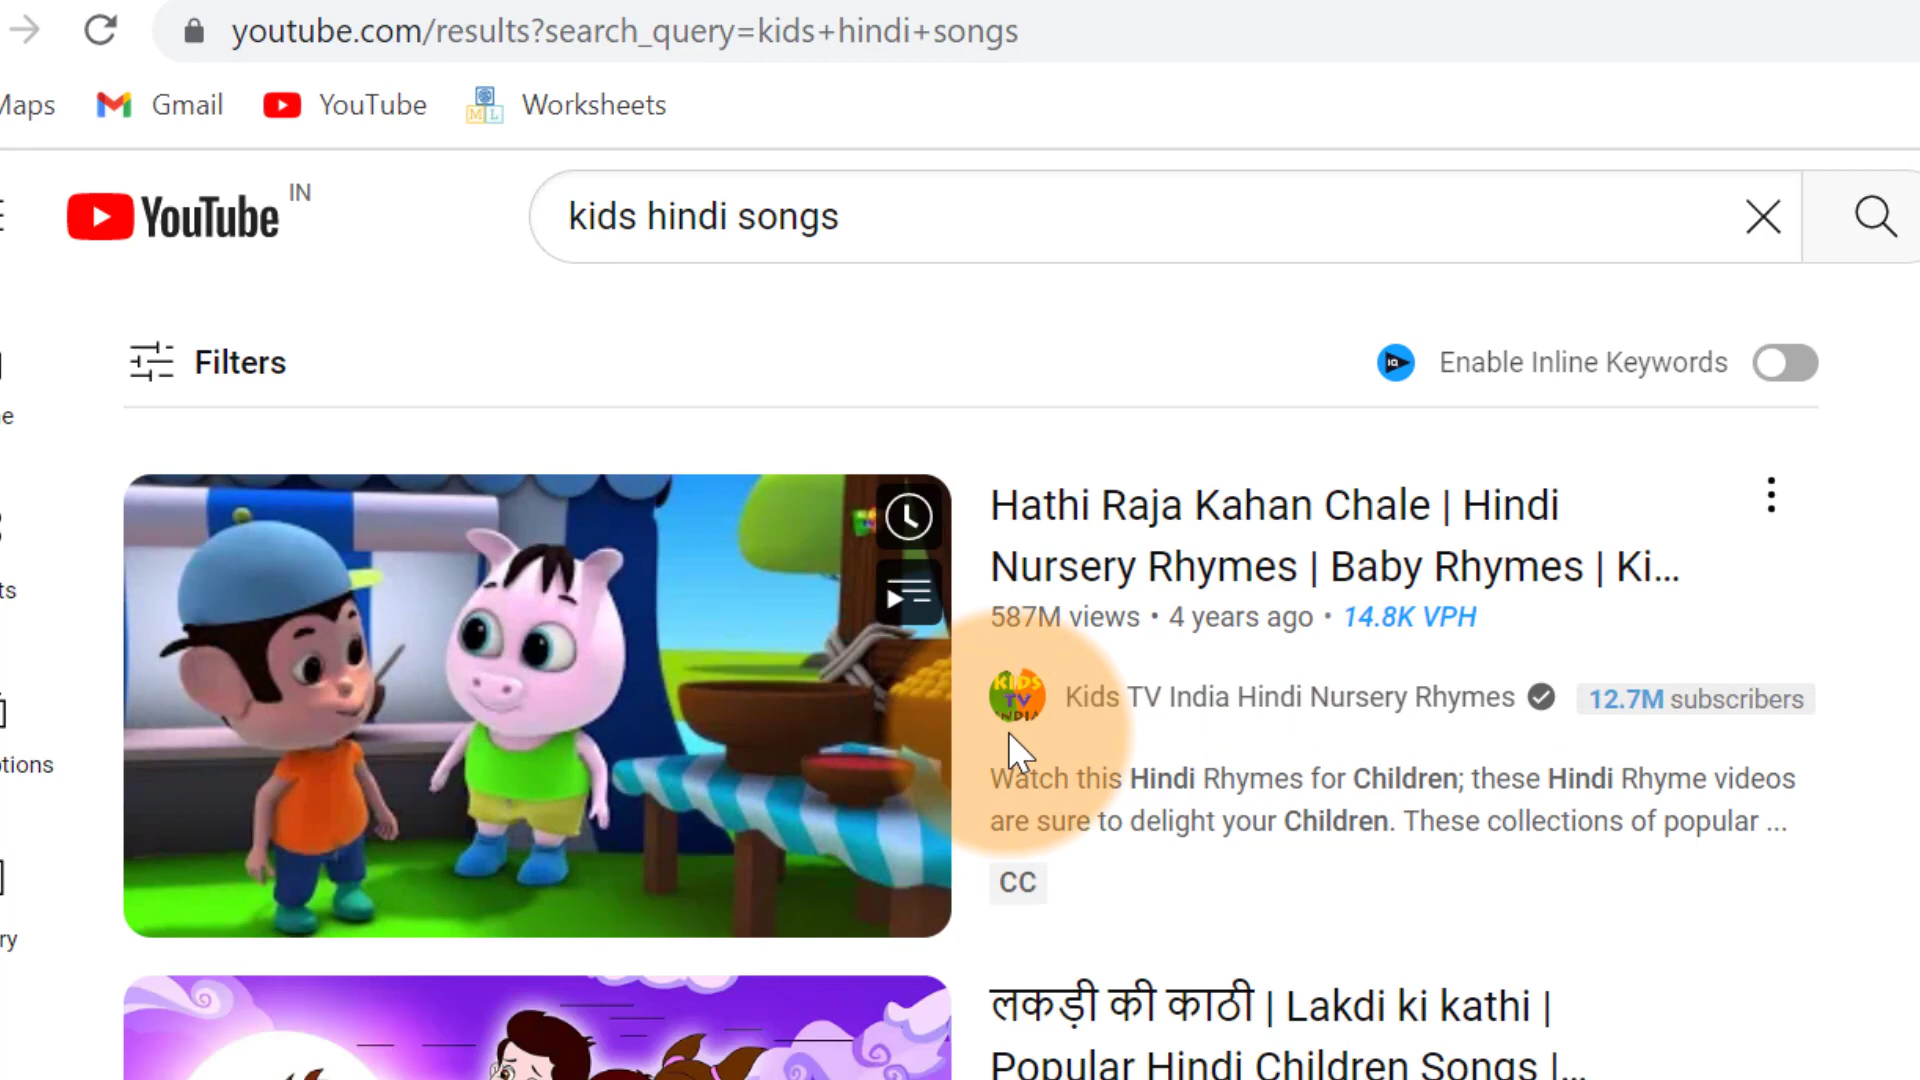 youtube.com/results?search_query=kids+hindi+songs
Maps Gmail YouTube Worksheets
YouTube IN
kids hindi songs
Filters
Enable Inline Keywords
Hathi Raja Kahan Chale | Hindi
Nursery Rhymes | Baby Rhymes | Ki...
587M views • 4 years ago • 14.8K VPH
KIDS TV INDIA
Kids TV India Hindi Nursery Rhymes 12.7M subscribers
Watch this Hindi Rhymes for Children; these Hindi Rhyme videos
are sure to delight your Children. These collections of popular ...
CC
लकड़ी की काठी | Lakdi ki kathi |
Popular Hindi Children Songs |...